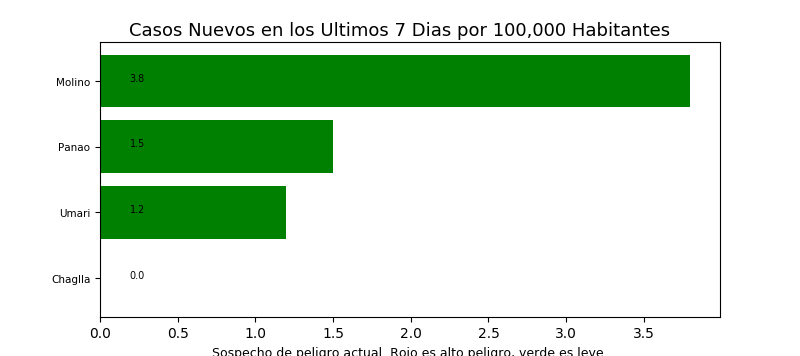 Casos Nuevos en los Ultimos 7 Dias por 100,000 Habitantes
Molino
3.8
Panao
1.5
Umari
1.2
Chaglla
0.0
0.0 0.5 1.0 1.5 2.0 2.5 3.0 3.5
Sospecho de peligro actual. Rojo es alto peligro, verde es leve